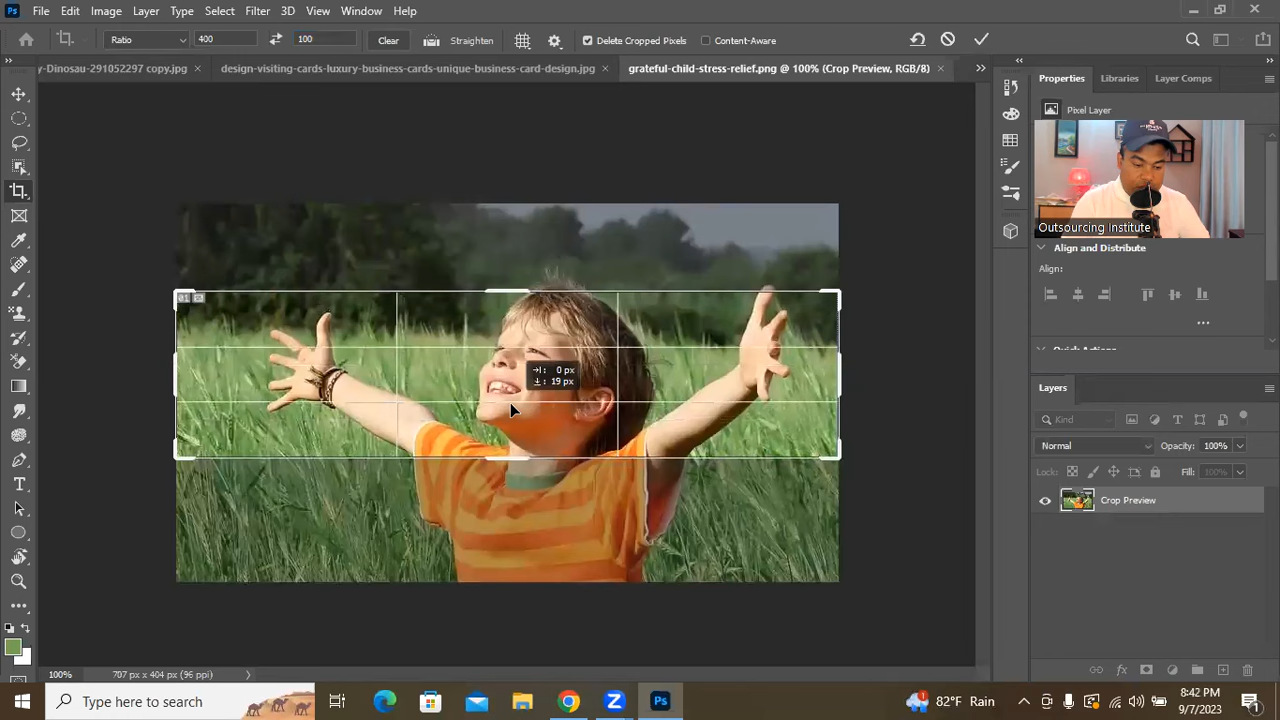 Ps File Edit Image Layer Type Select Filter 3D View Window Help
Ratio 400 100 Clear Straighten Delete Cropped Pixels Content-Aware
y-Dinosau-291052297 copy.jpg × design-visiting-cards-luxury-business-cards-unique-business-card-design.jpg × grateful-child-stress-relief.png @ 100% (Crop Preview, RGB/8) ×
Properties Libraries Layer Comps
Pixel Layer
Outsourcing Institute
Align and Distribute
Align:
Quick Actions
0 px
19 px
Layers
Kind
Normal Opacity: 100%
Lock: Fill: 100%
Crop Preview
100% 707 px x 404 px (96 ppi)
Type here to search
82°F Rain
8:42 PM
9/7/2023